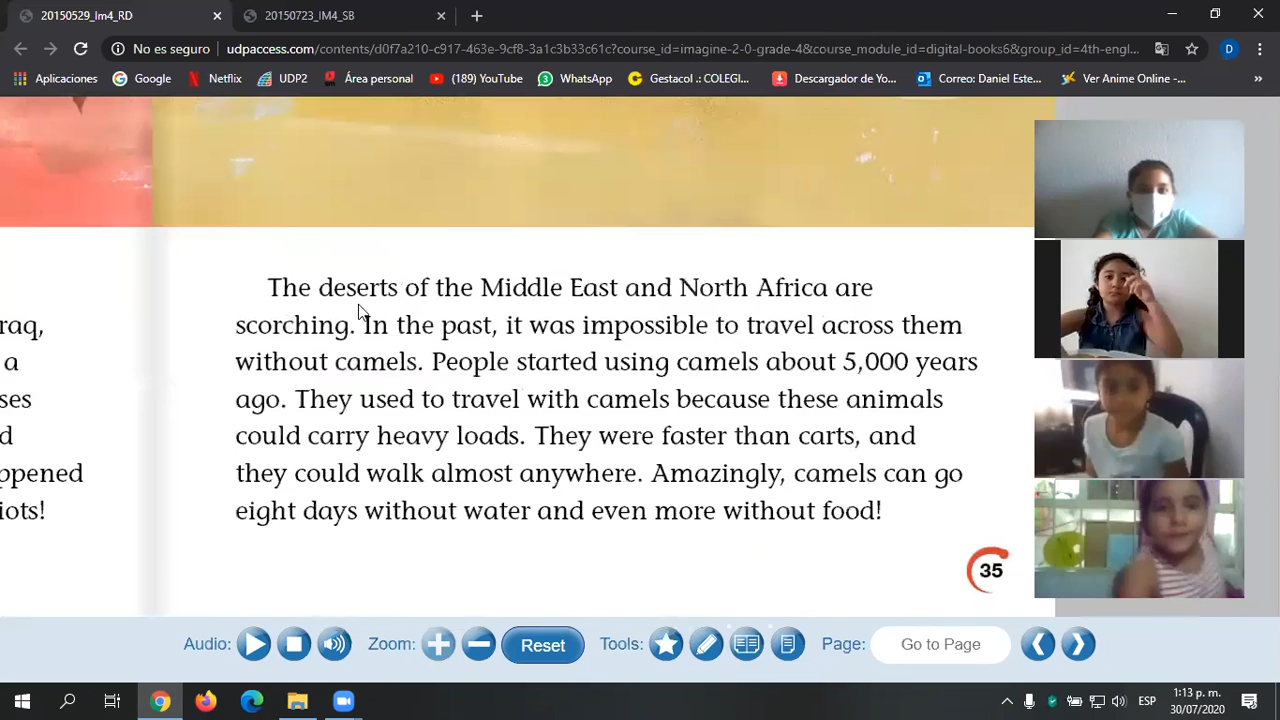 20150529_Im4_RD
20150723_IM4_SB
No es seguro
udpaccess.com/contents/d0f7a210-c917-463e-9cf8-3a1c3b33c61c?course_id=imagine-2-0-grade-4&course_module_id=digital-books6&group_id=4th-engl...
D
Aplicaciones
Google
Netflix
UDP2
Área personal
(189) YouTube
WhatsApp
Gestacol .: COLEGI...
Descargador de Yo...
Correo: Daniel Este...
Ver Anime Online -...
»
raq,
a
ses
d
ppened
iots!
The deserts of the Middle East and North Africa are
scorching. In the past, it was impossible to travel across them
without camels. People started using camels about 5,000 years
ago. They used to travel with camels because these animals
could carry heavy loads. They were faster than carts, and
they could walk almost anywhere. Amazingly, camels can go
eight days without water and even more without food!
35
Audio:
Zoom:
Reset
Tools:
Page:
Go to Page
ESP
1:13 p. m.
30/07/2020